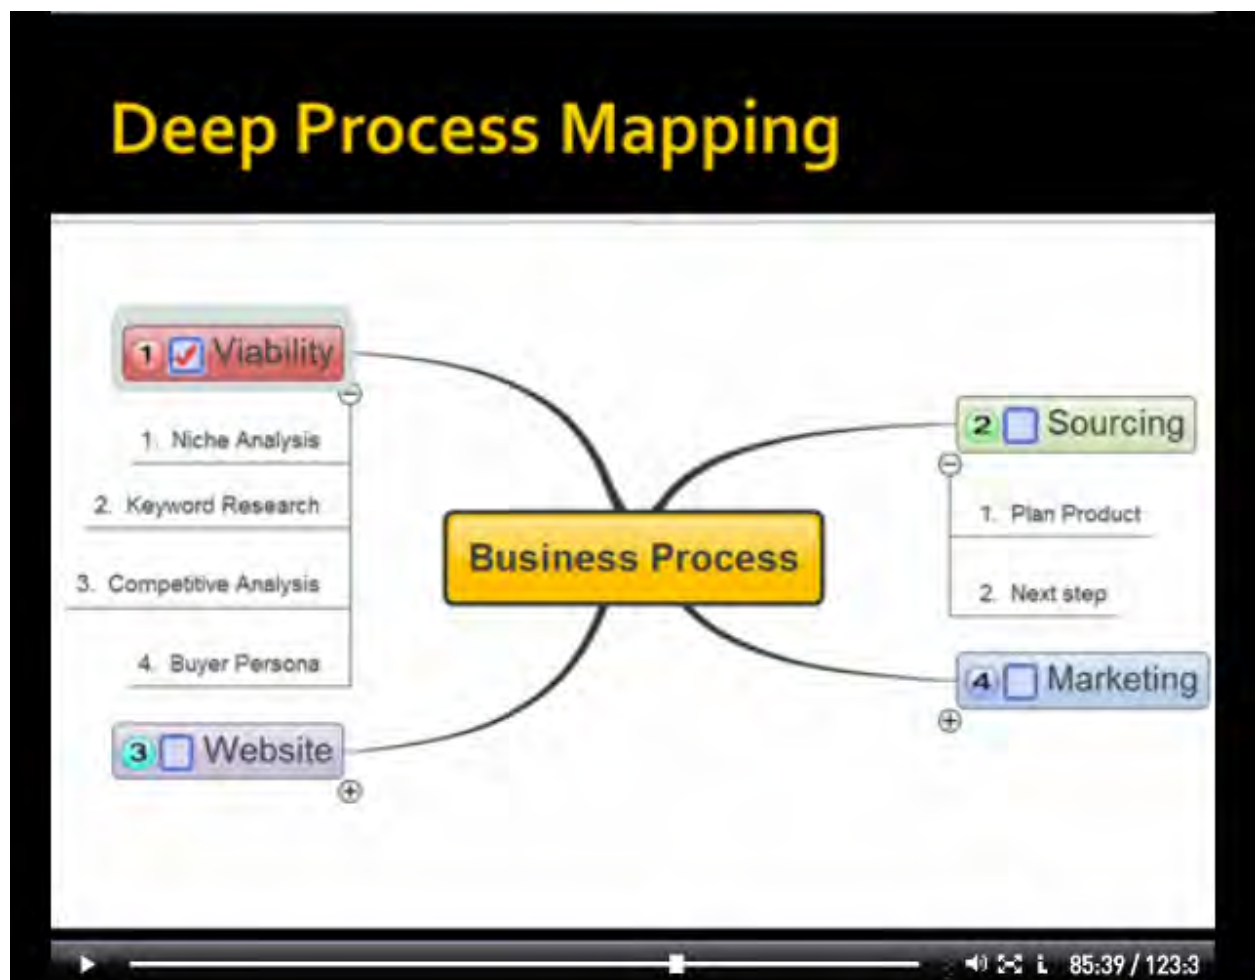 Deep Process Mapping
1 Viability
1. Niche Analysis
2. Keyword Research
3. Competitive Analysis
4. Buyer Persona
2 Sourcing
1. Plan Product
2. Next step
Business Process
3 Website
4 Marketing
85:39 / 123:3